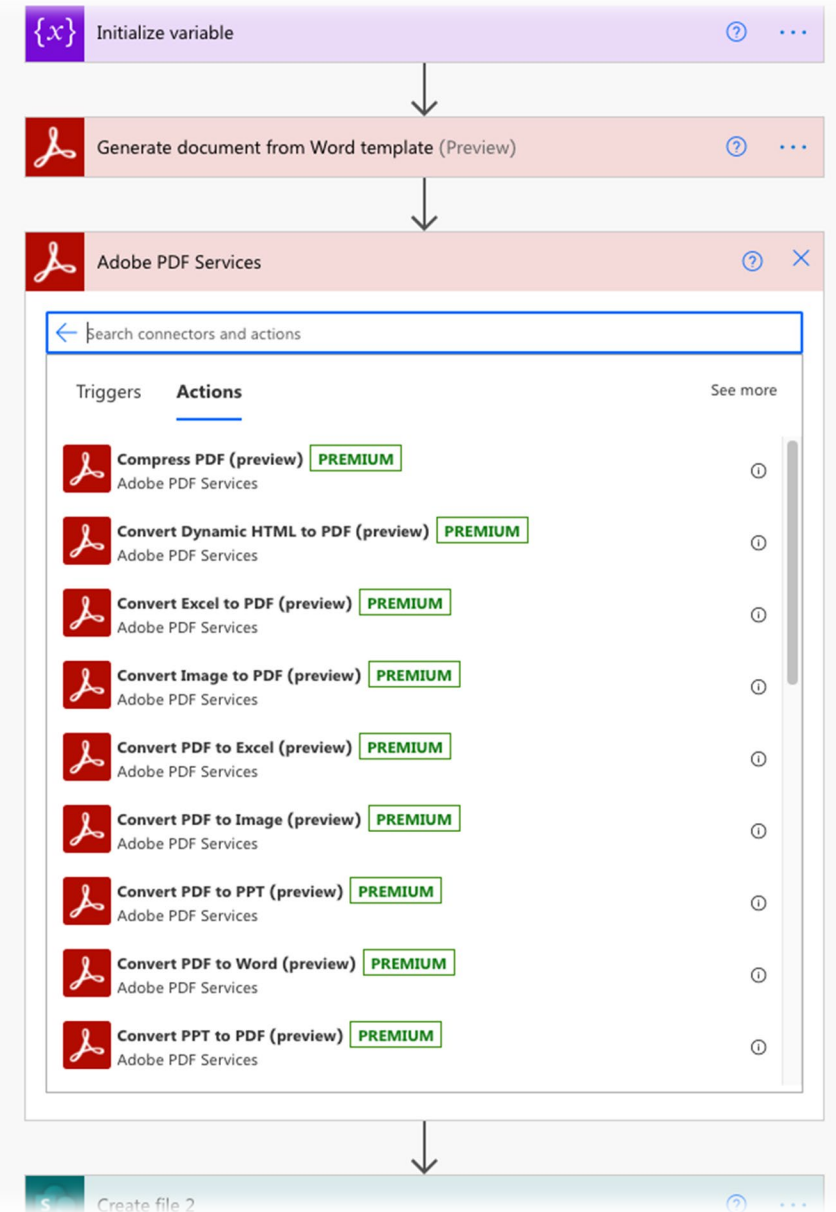 {x} Initialize variable
Generate document from Word template (Preview)
Adobe PDF Services
Search connectors and actions
Triggers Actions See more
Compress PDF (preview) PREMIUM
Adobe PDF Services
Convert Dynamic HTML to PDF (preview) PREMIUM
Adobe PDF Services
Convert Excel to PDF (preview) PREMIUM
Adobe PDF Services
Convert Image to PDF (preview) PREMIUM
Adobe PDF Services
Convert PDF to Excel (preview) PREMIUM
Adobe PDF Services
Convert PDF to Image (preview) PREMIUM
Adobe PDF Services
Convert PDF to PPT (preview) PREMIUM
Adobe PDF Services
Convert PDF to Word (preview) PREMIUM
Adobe PDF Services
Convert PPT to PDF (preview) PREMIUM
Adobe PDF Services
S Create file 2